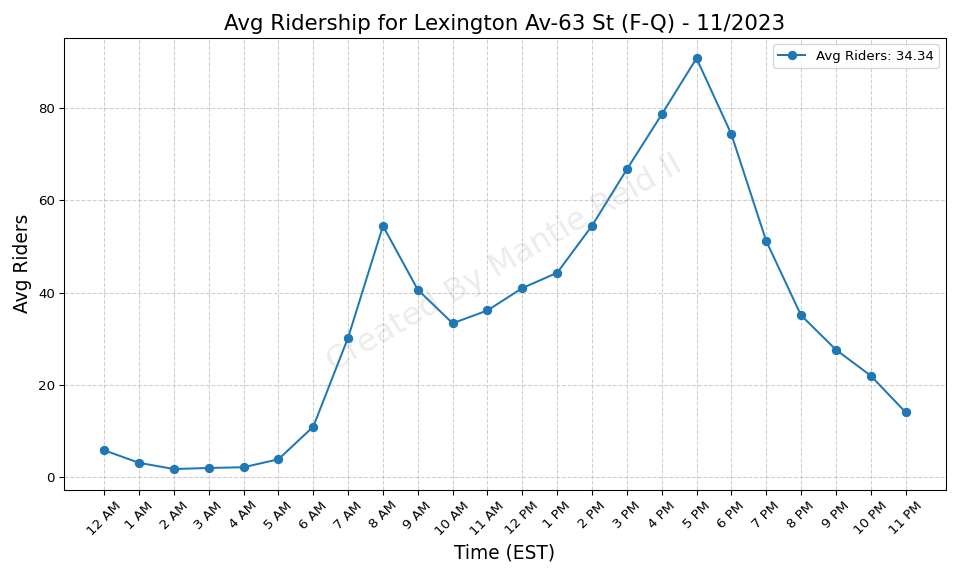 Avg Ridership for Lexington Av-63 St (F-Q) - 11/2023
Avg Riders: 34.34
Avg Riders
80
60
40
20
0
Created By Mantie Reid II
12 AM
1 AM
2 AM
3 AM
4 AM
5 AM
6 AM
7 AM
8 AM
9 AM
10 AM
11 AM
12 PM
1 PM
2 PM
3 PM
4 PM
5 PM
6 PM
7 PM
8 PM
9 PM
10 PM
11 PM
Time (EST)